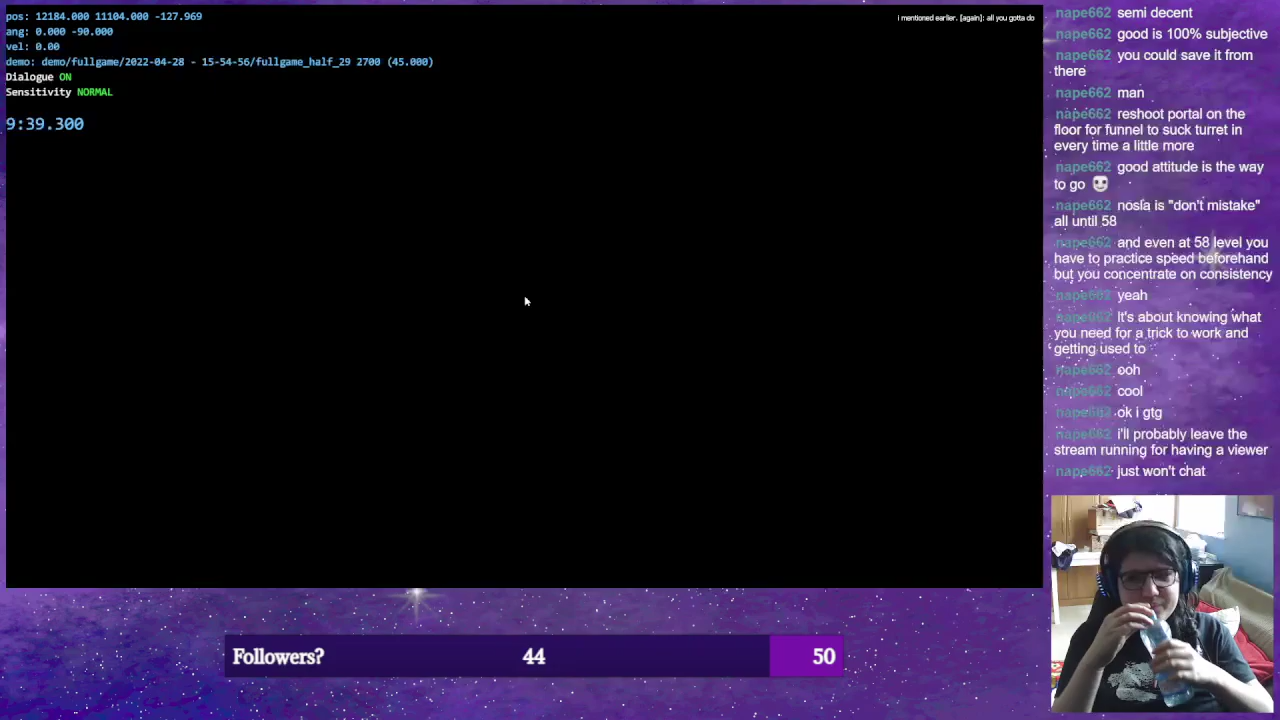 pos: 12184.000 11104.000 -127.969
ang: 0.000 -90.000
vel: 0.00
demo: demo/fullgame/2022-04-28 - 15-54-56/fullgame_half_29 2700 (45.000)
Dialogue ON
Sensitivity NORMAL
9:39.300
i mentioned earlier. [again]: all you gotta do
nape662 semi decent
nape662 good is 100% subjective
nape662 you could save it from
there
nape662 man
nape662 reshoot portal on the
floor for funnel to suck turret in
every time a little more
nape662 good attitude is the way
to go
nape662 nosla is "don't mistake"
all until 58
nape662 and even at 58 level you
have to practice speed beforehand
but you concentrate on consistency
nape662 yeah
nape662 It's about knowing what
you need for a trick to work and
getting used to
nape662 ooh
nape662 cool
nape662 ok i gtg
nape662 i'll probably leave the
stream running for having a viewer
nape662 just won't chat
Followers? 44 50